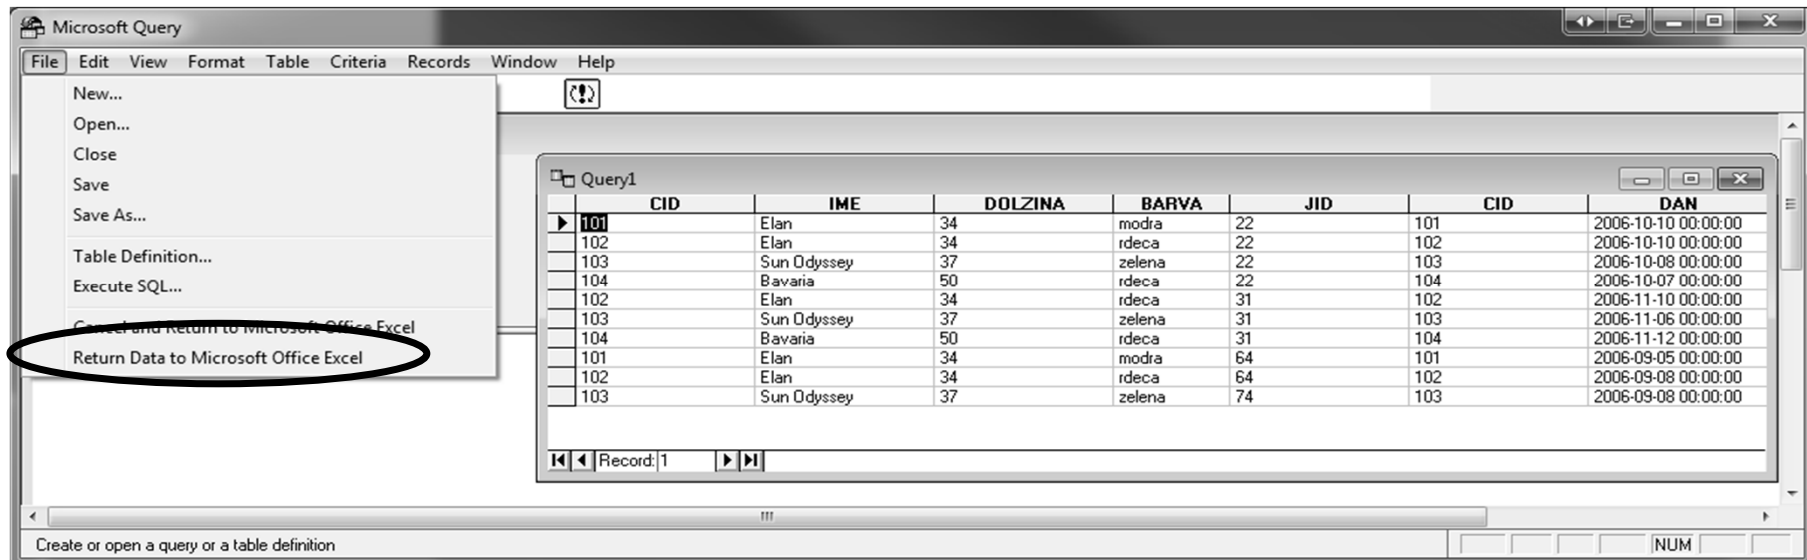 Microsoft Query
File Edit View Format Table Criteria Records Window Help
New...
Open...
Close
Save
Save As...
Table Definition...
Execute SQL...
Cancel and Return to Microsoft Office Excel
Return Data to Microsoft Office Excel
Query1
CID IME DOLZINA BARVA JID CID DAN
101 Elan 34 modra 22 101 2006-10-10 00:00:00
102 Elan 34 rdeca 22 102 2006-10-10 00:00:00
103 Sun Odyssey 37 zelena 22 103 2006-10-08 00:00:00
104 Bavaria 50 rdeca 22 104 2006-10-07 00:00:00
102 Elan 34 rdeca 31 102 2006-11-10 00:00:00
103 Sun Odyssey 37 zelena 31 103 2006-11-06 00:00:00
104 Bavaria 50 rdeca 31 104 2006-11-12 00:00:00
101 Elan 34 modra 64 101 2006-09-05 00:00:00
102 Elan 34 rdeca 64 102 2006-09-08 00:00:00
103 Sun Odyssey 37 zelena 74 103 2006-09-08 00:00:00
Record: 1
Create or open a query or a table definition NUM